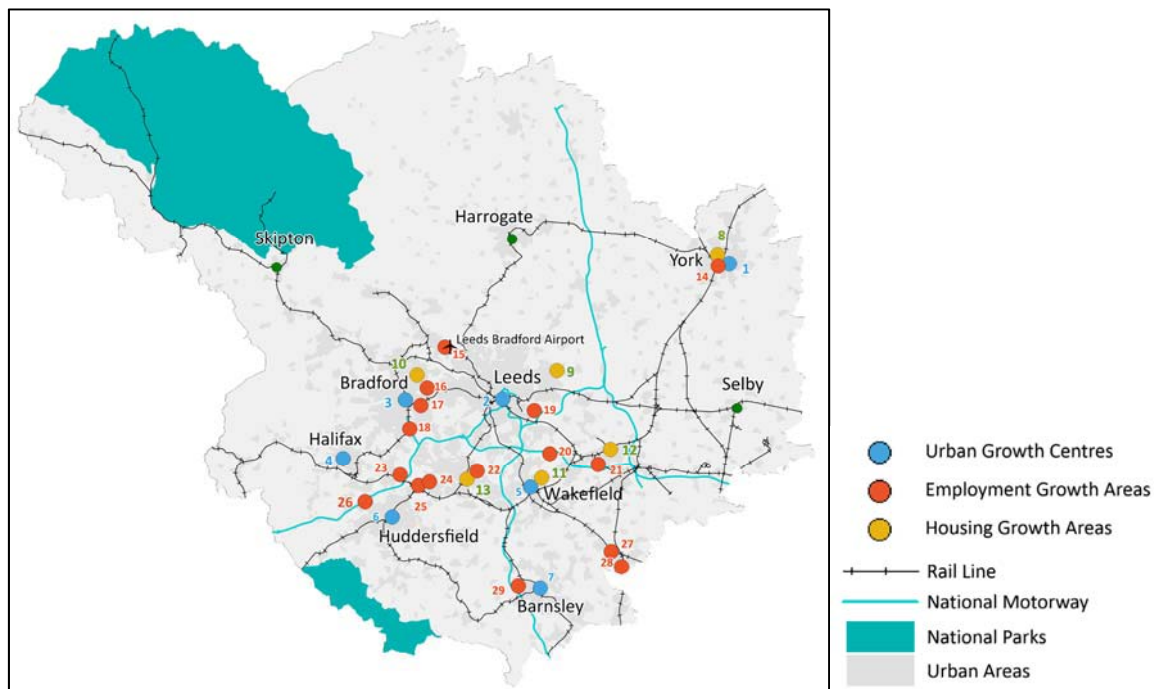 Harrogate
8
York
14
1
Skipton
Leeds Bradford Airport
15
10
Bradford
16
Leeds
9
3
17
2
19
Selby
18
Halifax
4
12
20
21
23
22
11
24
13
5
Wakefield
26
25
6
Huddersfield
27
28
29
7
Barnsley
Urban Growth Centres
Employment Growth Areas
Housing Growth Areas
Rail Line
National Motorway
National Parks
Urban Areas